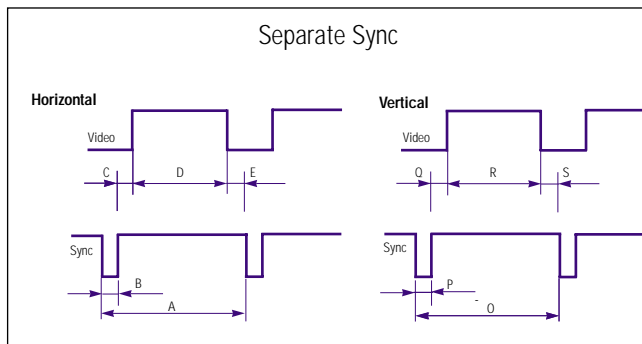 Separate Sync
Horizontal
Video
C D E
Sync
B
A
Vertical
Video
Q R S
Sync
P
-
O